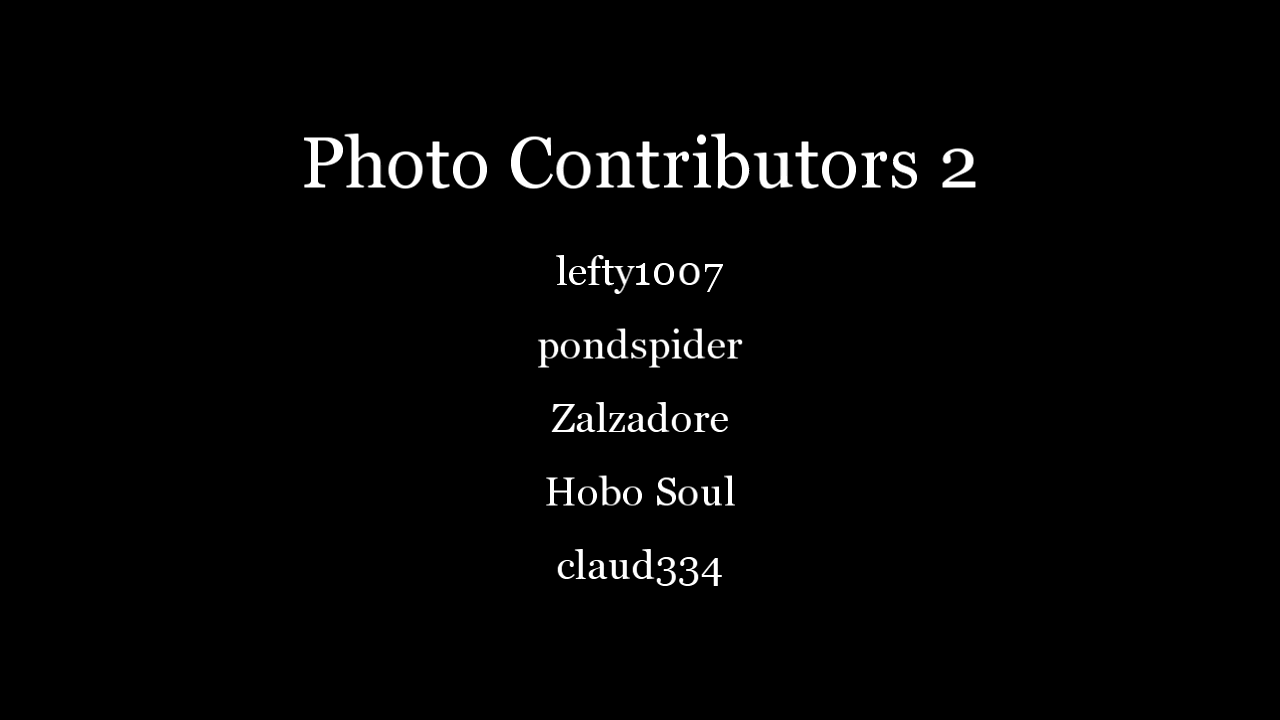 Photo Contributors 2
lefty1007
pondspider
Zalzadore
Hobo Soul
claud334